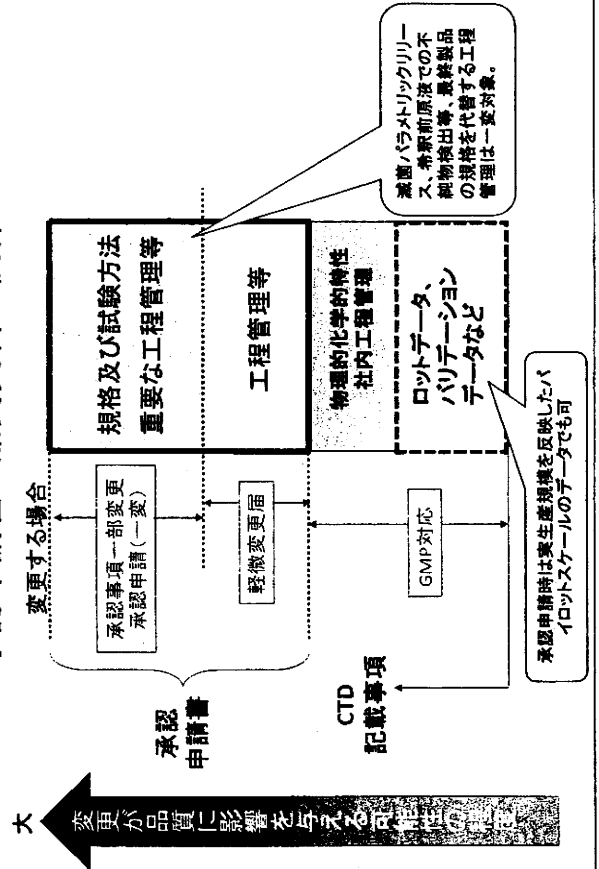 大
変更が品質に影響を与える可能性の程度
変更する場合
承認
申請書
承認事項一部変更
承認申請(一変)
軽微変更届
規格及び試験方法
重要な工程管理等
工程管理等
滅菌パラメトリックリリー
ス、希釈前原液での不
純物検出等、最終製品
の規格を代替する工程
管理は一変対象。
CTD
記載事項
GMP対応
物理的化学的特性
社内工程管理
ロットデータ、
バリデーション
データなど
承認申請時は実生産規模を反映したパ
イロットスケールのデータでも可